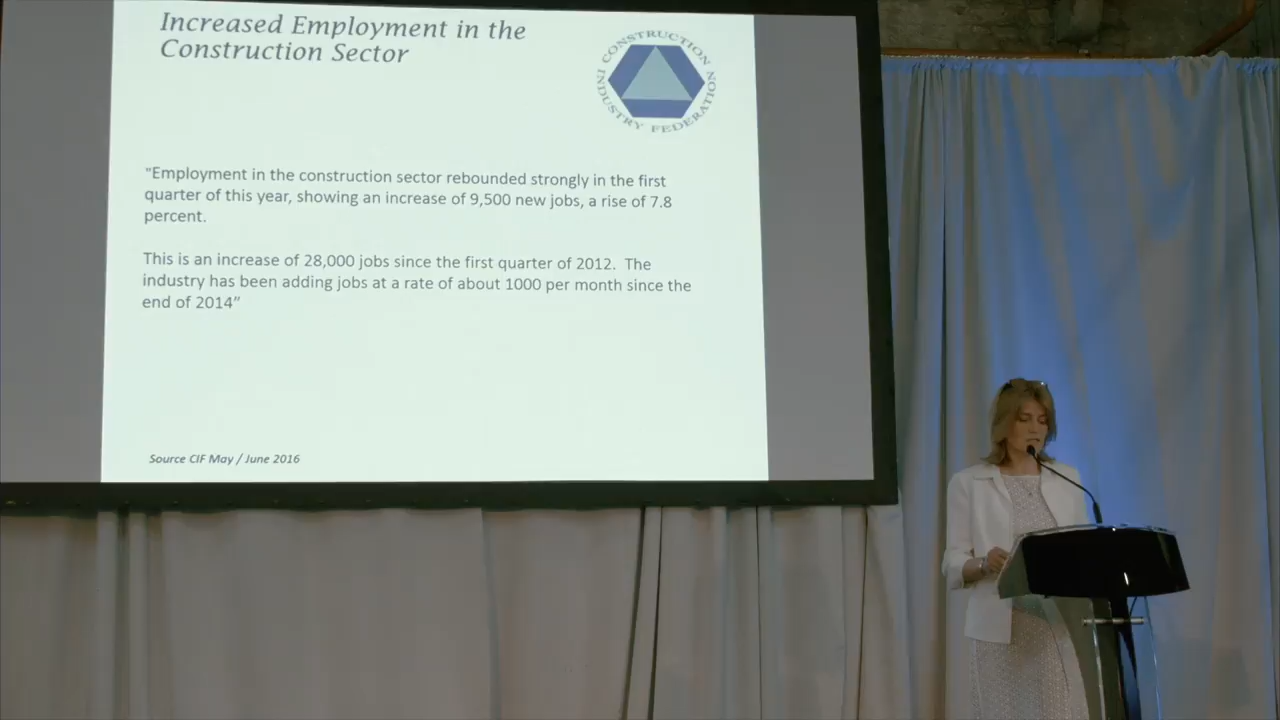 Increased Employment in the
Construction Sector
CONSTRUCTION
INDUSTRY FEDERATION
"Employment in the construction sector rebounded strongly in the first
quarter of this year, showing an increase of 9,500 new jobs, a rise of 7.8
percent.
This is an increase of 28,000 jobs since the first quarter of 2012.  The
industry has been adding jobs at a rate of about 1000 per month since the
end of 2014”
Source CIF May / June 2016